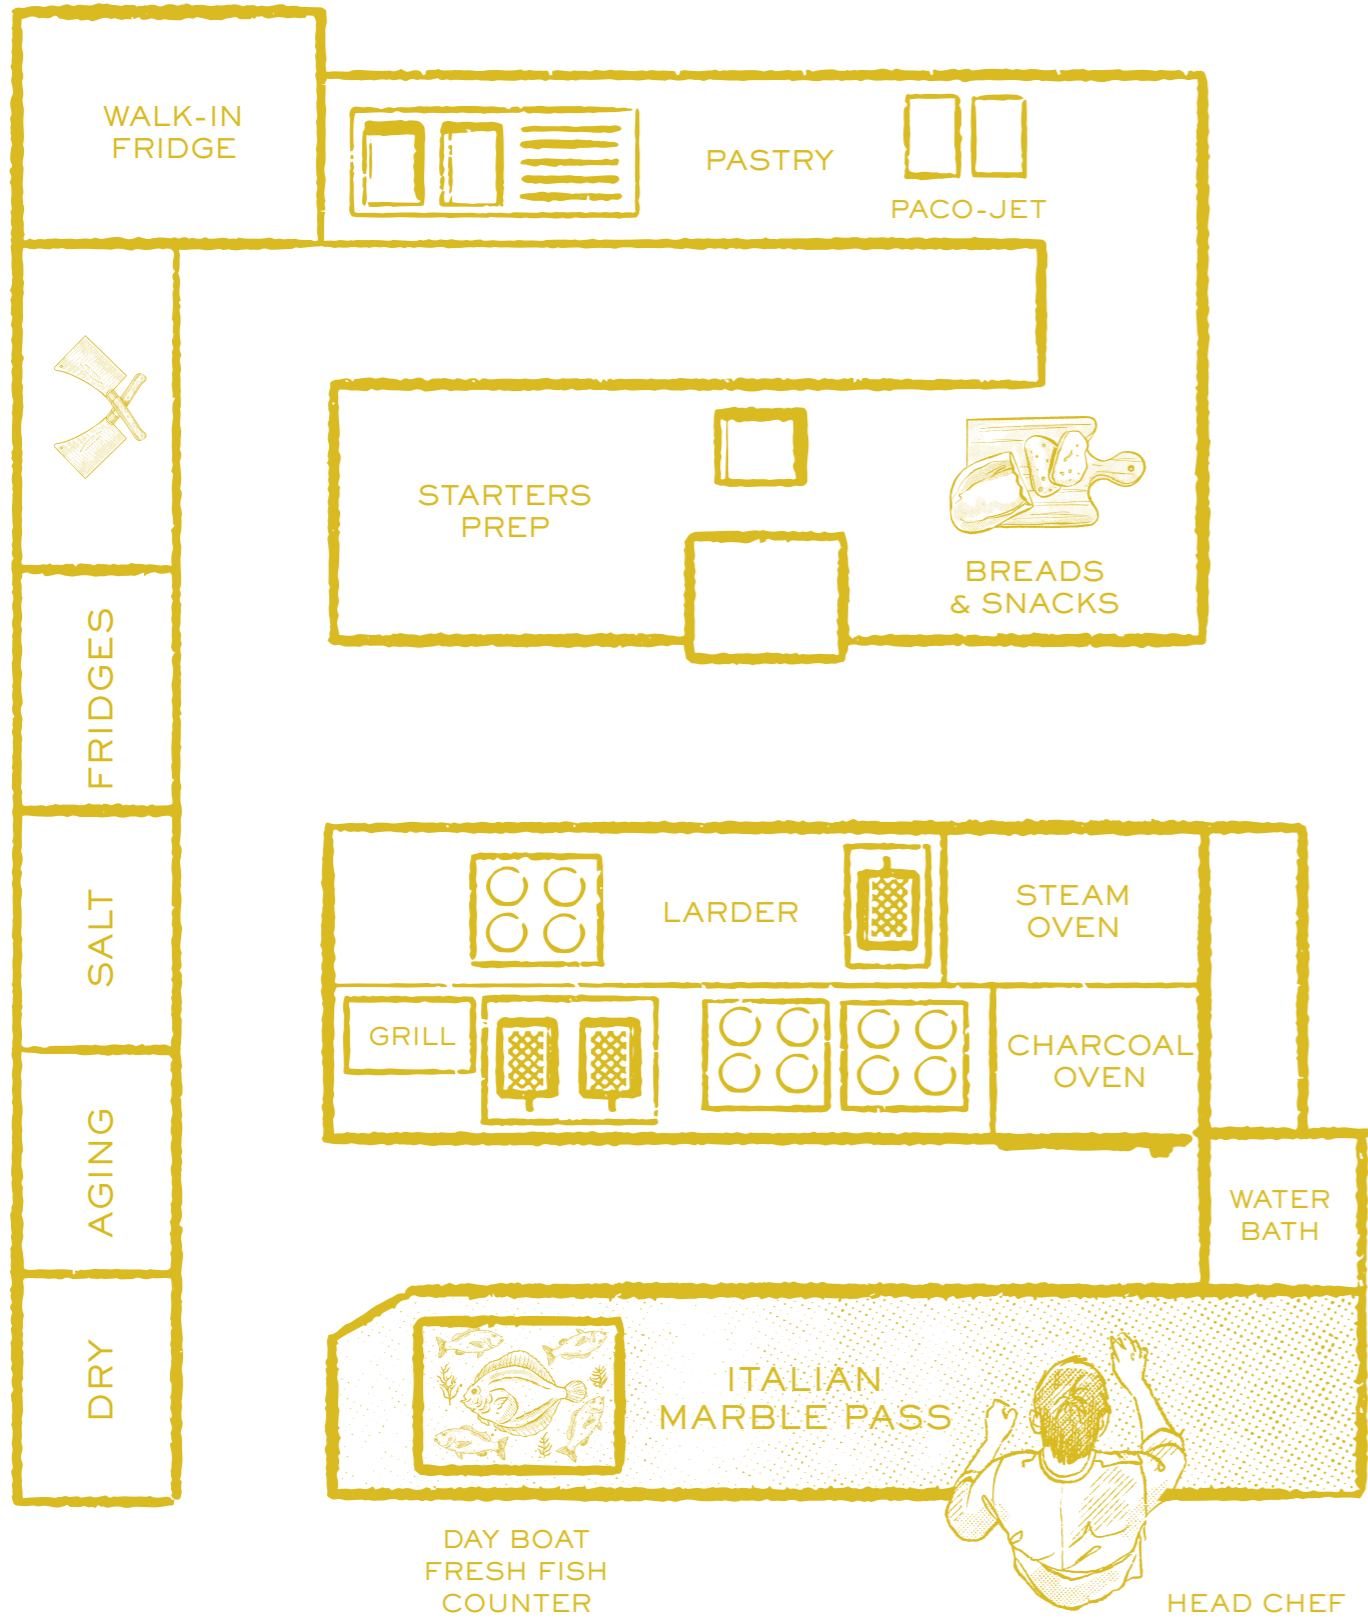 WALK-IN
FRIDGE
PASTRY
PACO-JET
STARTERS
PREP
BREADS
& SNACKS
FRIDGES
SALT
AGING
DRY
LARDER
STEAM
OVEN
GRILL
CHARCOAL
OVEN
WATER
BATH
ITALIAN
MARBLE PASS
DAY BOAT
FRESH FISH
COUNTER
HEAD CHEF